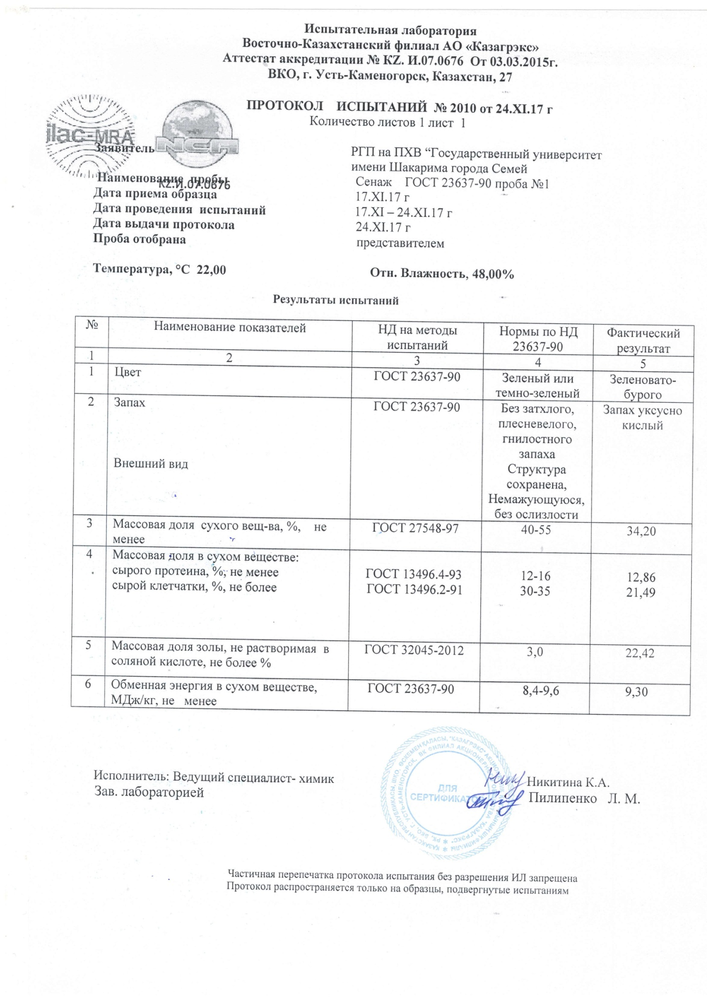 Испытательная лаборатория
Восточно-Казахстанский филиал АО «Казагрэкс»
Аттестат аккредитации № KZ. И.07.0676 От 03.03.2015г.
ВКО, г. Усть-Каменогорск, Казахстан, 27
ПРОТОКОЛ ИСПЫТАНИЙ № 2010 от 24.XI.17 г
Количество листов 1 лист 1
ilac-MRA
NCA
KZ.И.07.0676
Заявитель РГП на ПХВ “Государственный университет
имени Шакарима города Семей
Наименование пробы Сенаж ГОСТ 23637-90 проба №1
Дата приема образца 17.XI.17 г
Дата проведения испытаний 17.XI – 24.XI.17 г
Дата выдачи протокола 24.XI.17 г
Проба отобрана представителем
Температура, °С 22,00 Отн. Влажность, 48,00%
Результаты испытаний
№ Наименование показателей НД на методы испытаний Нормы по НД 23637-90 Фактический результат
1 2 3 4 5
1 Цвет ГОСТ 23637-90 Зеленый или темно-зеленый Зеленовато-бурого
2 Запах ГОСТ 23637-90 Без затхлого, Запах уксусно
плесневелого, кислый
гнилостного
запаха
Внешний вид Структура
сохранена,
Немажующуюся,
без ослизлости
3 Массовая доля сухого вещ-ва, %, не ГОСТ 27548-97 40-55 34,20
менее
4 Массовая доля в сухом веществе:
сырого протеина, %, не менее ГОСТ 13496.4-93 12-16 12,86
сырой клетчатки, %, не более ГОСТ 13496.2-91 30-35 21,49
5 Массовая доля золы, не растворимая в ГОСТ 32045-2012 3,0 22,42
соляной кислоте, не более %
6 Обменная энергия в сухом веществе, ГОСТ 23637-90 8,4-9,6 9,30
МДж/кг, не менее
Исполнитель: Ведущий специалист- химик Никитина К.А.
Зав. лабораторией Пилипенко Л. М.
ДЛЯ
СЕРТИФИКАТОВ
Частичная перепечатка протокола испытания без разрешения ИЛ запрещена
Протокол распространяется только на образцы, подвергнутые испытаниям